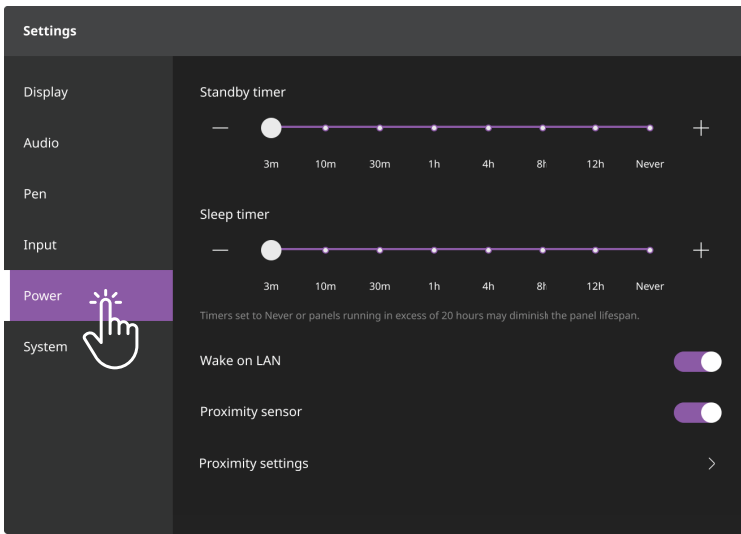 Settings
Display
Audio
Pen
Input
Power
System
Standby timer
3m 10m 30m 1h 4h 8h 12h Never
Sleep timer
3m 10m 30m 1h 4h 8h 12h Never
Timers set to Never or panels running in excess of 20 hours may diminish the panel lifespan.
Wake on LAN
Proximity sensor
Proximity settings